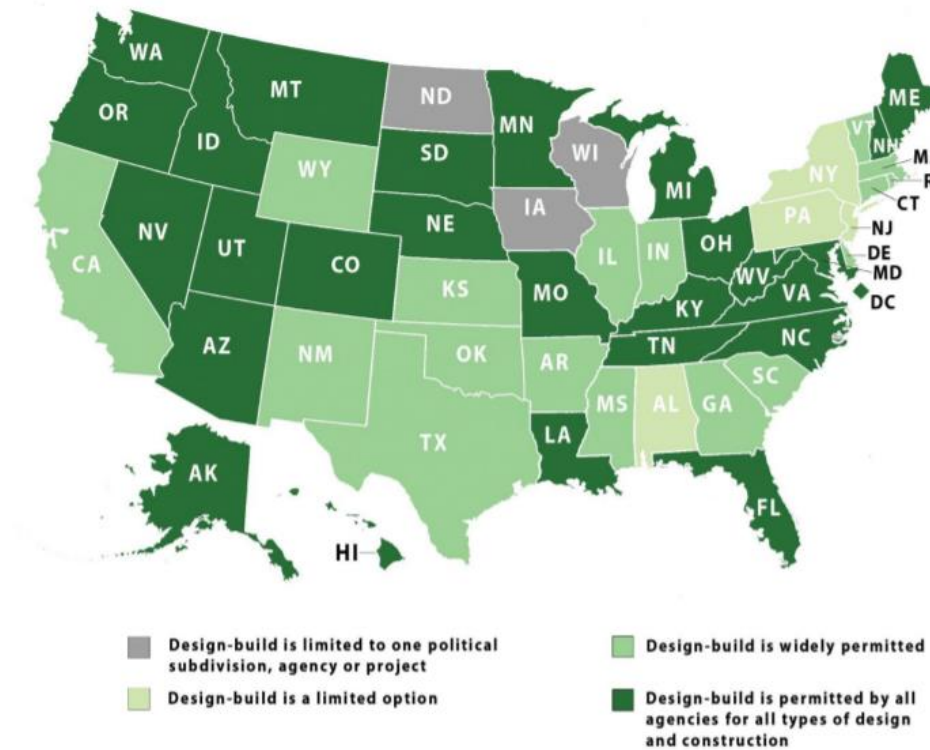 WA
OR
ID
MT
ND
MN
SD
WY
NE
IA
WI
MI
NV
UT
CO
CA
AZ
NM
KS
OK
TX
MO
AR
LA
IL
IN
OH
WV
KY
VA
TN
NC
SC
MS
AL
GA
FL
PA
NY
VT
NH
ME
M
CT
NJ
DE
MD
DC
AK
HI
Design-build is limited to one political
subdivision, agency or project
Design-build is a limited option
Design-build is widely permitted
Design-build is permitted by all
agencies for all types of design
and construction